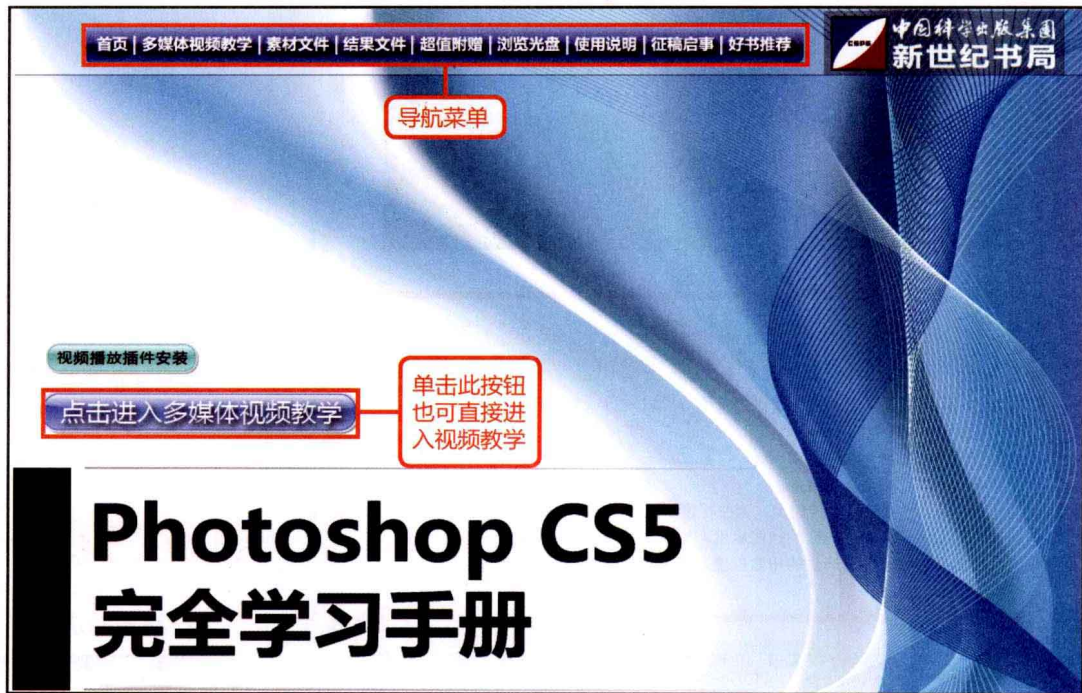 首页 | 多媒体视频教学 | 素材文件 | 结果文件 | 超值附赠 | 浏览光盘 | 使用说明 | 征稿启事 | 好书推荐
CSPG
中国科学出版集团
新世纪书局
导航菜单
视频播放插件安装
点击进入多媒体视频教学
单击此按钮
也可直接进
入视频教学
Photoshop CS5
完全学习手册